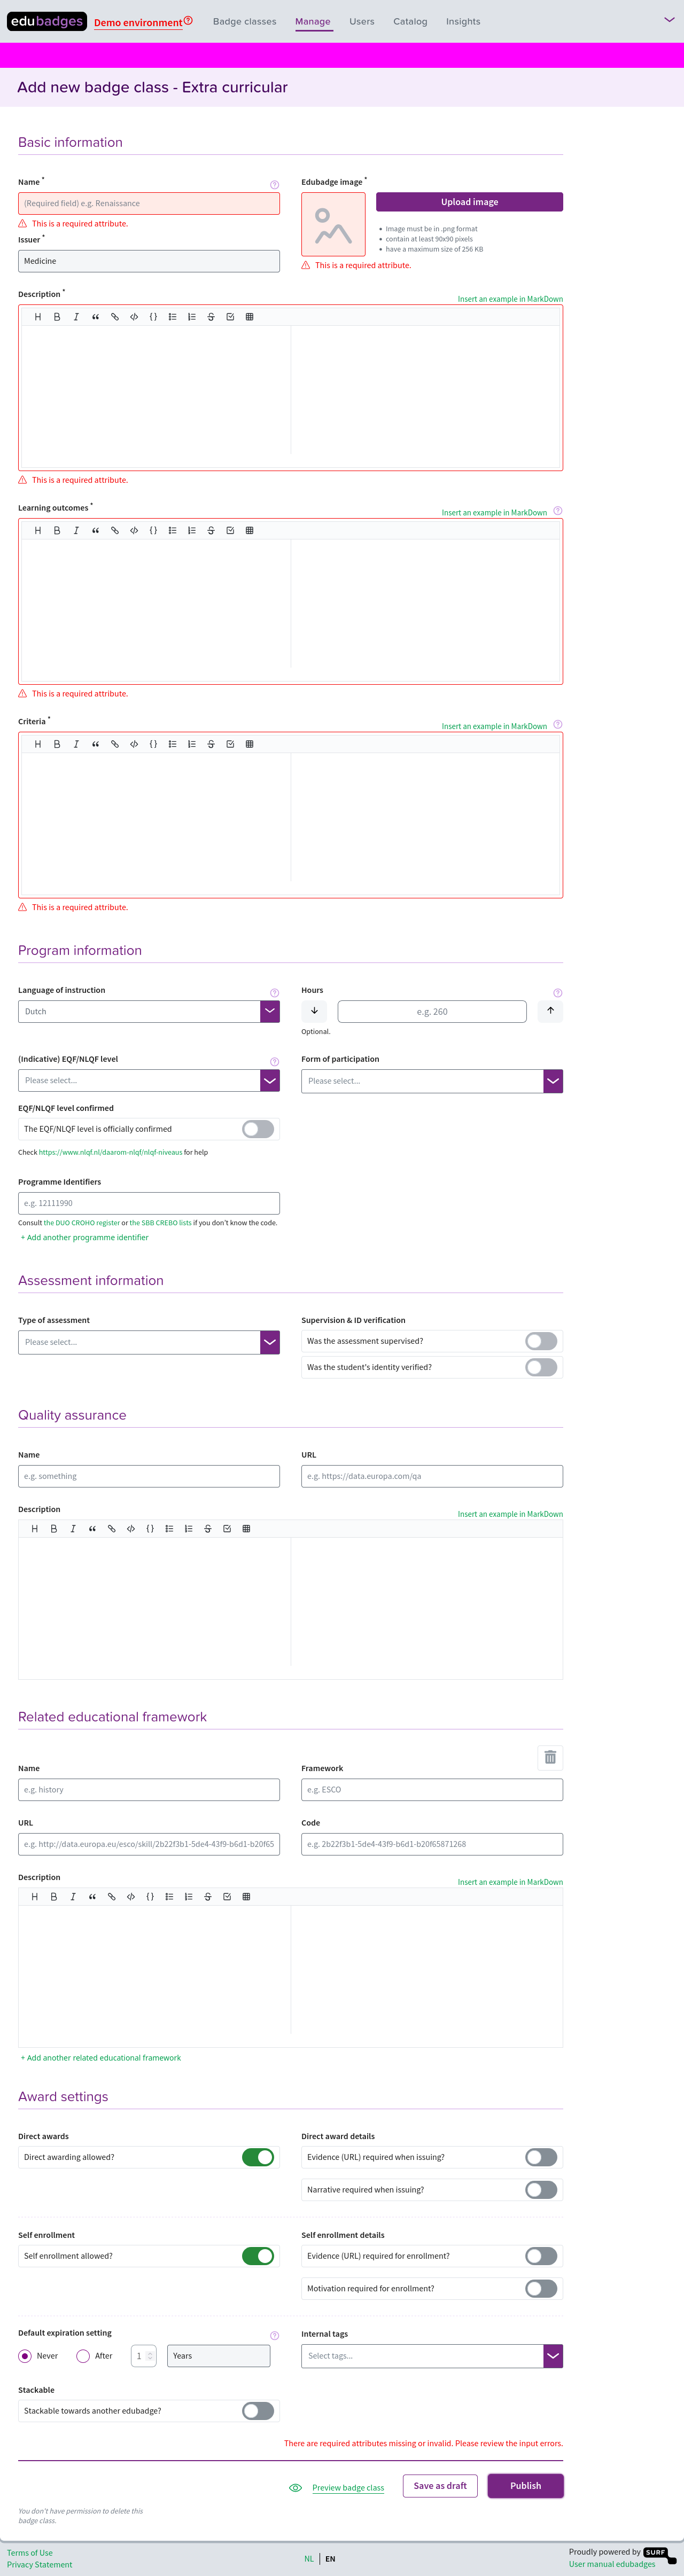 edubadges
Demo environment
Badge classes
Manage
Users
Catalog
Insights
Add new badge class - Extra curricular
Basic information
Name *
(Required field) e.g. Renaissance
This is a required attribute.
Issuer *
Medicine
Edubadge image *
Upload image
Image must be in .png format
contain at least 90x90 pixels
have a maximum size of 256 KB
This is a required attribute.
Description *
Insert an example in MarkDown
This is a required attribute.
Learning outcomes *
Insert an example in MarkDown
This is a required attribute.
Criteria *
Insert an example in MarkDown
This is a required attribute.
Program information
Language of instruction
Dutch
Hours
e.g. 260
Optional.
(Indicative) EQF/NLQF level
Please select...
Form of participation
Please select...
EQF/NLQF level confirmed
The EQF/NLQF level is officially confirmed
Check https://www.nlqf.nl/daarom-nlqf/nlqf-niveaus for help
Programme Identifiers
e.g. 12111990
Consult the DUO CROHO register or the SBB CREBO lists if you don't know the code.
+ Add another programme identifier
Assessment information
Type of assessment
Please select...
Supervision & ID verification
Was the assessment supervised?
Was the student's identity verified?
Quality assurance
Name
e.g. something
URL
e.g. https://data.europa.com/qa
Description
Insert an example in MarkDown
Related educational framework
Name
e.g. history
Framework
e.g. ESCO
URL
e.g. http://data.europa.eu/esco/skill/2b22f3b1-5de4-43f9-b6d1-b20f65
Code
e.g. 2b22f3b1-5de4-43f9-b6d1-b20f65871268
Description
Insert an example in MarkDown
+ Add another related educational framework
Award settings
Direct awards
Direct awarding allowed?
Direct award details
Evidence (URL) required when issuing?
Narrative required when issuing?
Self enrollment
Self enrollment allowed?
Self enrollment details
Evidence (URL) required for enrollment?
Motivation required for enrollment?
Default expiration setting
Never
After
1
Years
Internal tags
Select tags...
Stackable
Stackable towards another edubadge?
There are required attributes missing or invalid. Please review the input errors.
Preview badge class
Save as draft
Publish
You don't have permission to delete this
badge class.
Terms of Use
Privacy Statement
NL | EN
Proudly powered by SURF
User manual edubadges